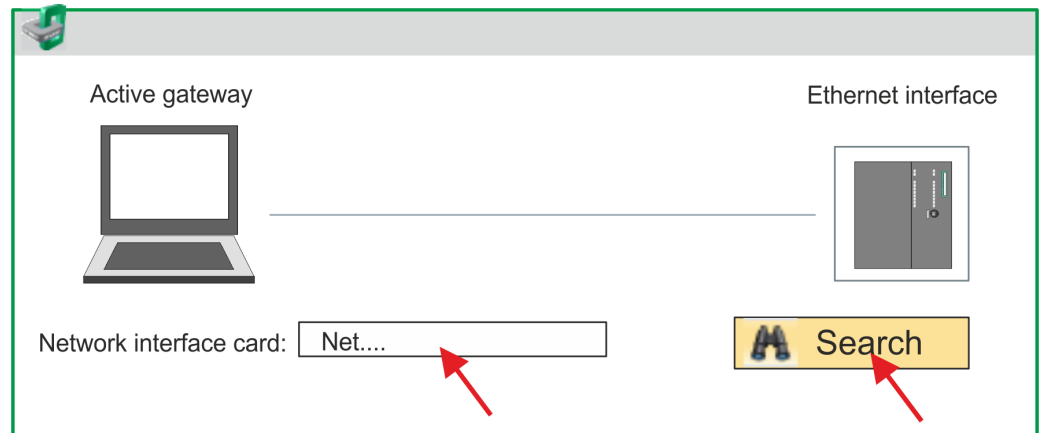 Active gateway
Ethernet interface
Network interface card:
Net....
Search